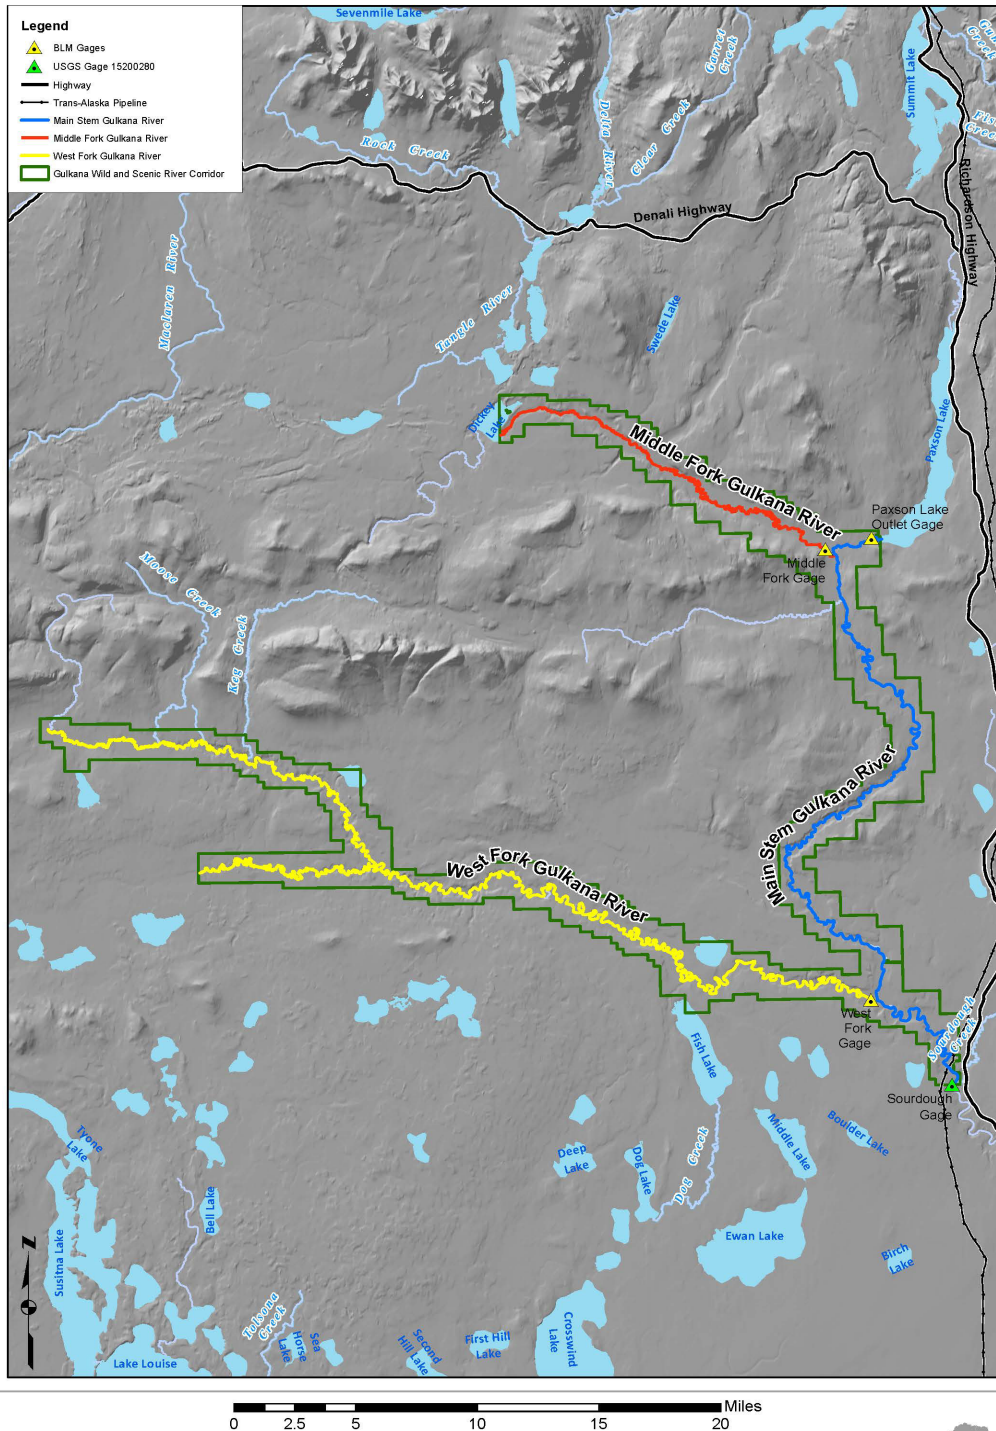 Legend
BLM Gages
USGS Gage 15200280
Highway
Trans-Alaska Pipeline
Main Stem Gulkana River
Middle Fork Gulkana River
West Fork Gulkana River
Gulkana Wild and Scenic River Corridor
Sevenmile Lake
Garret
Creek
Summit Lake
Delta River
Clear Creek
Rock Creek
Creek
Denali Highway
Richardson Highway
Maclaren River
Tangle River
Swede Lake
Dickey
Lake
Paxson Lake
Middle Fork Gulkana River
Paxson Lake
Outlet Gage
Middle
Fork Gage
Moose Creek
Keg Creek
Main Stem Gulkana River
West Fork Gulkana River
West
Fork
Gage
Sourdough
Creek
Fish Lake
Sourdough
Gage
Tyone
Lake
Deep
Lake
Dog Lake
Dog Creek
Middle Lake
Boulder Lake
Bell Lake
Susitna Lake
Ewan Lake
Birch
Lake
Tolsona
Creek
Sea
Horse
Lake
Second
Hill Lake
First Hill
Lake
Crosswind
Lake
Lake Louise
N
Miles
0 2.5 5 10 15 20